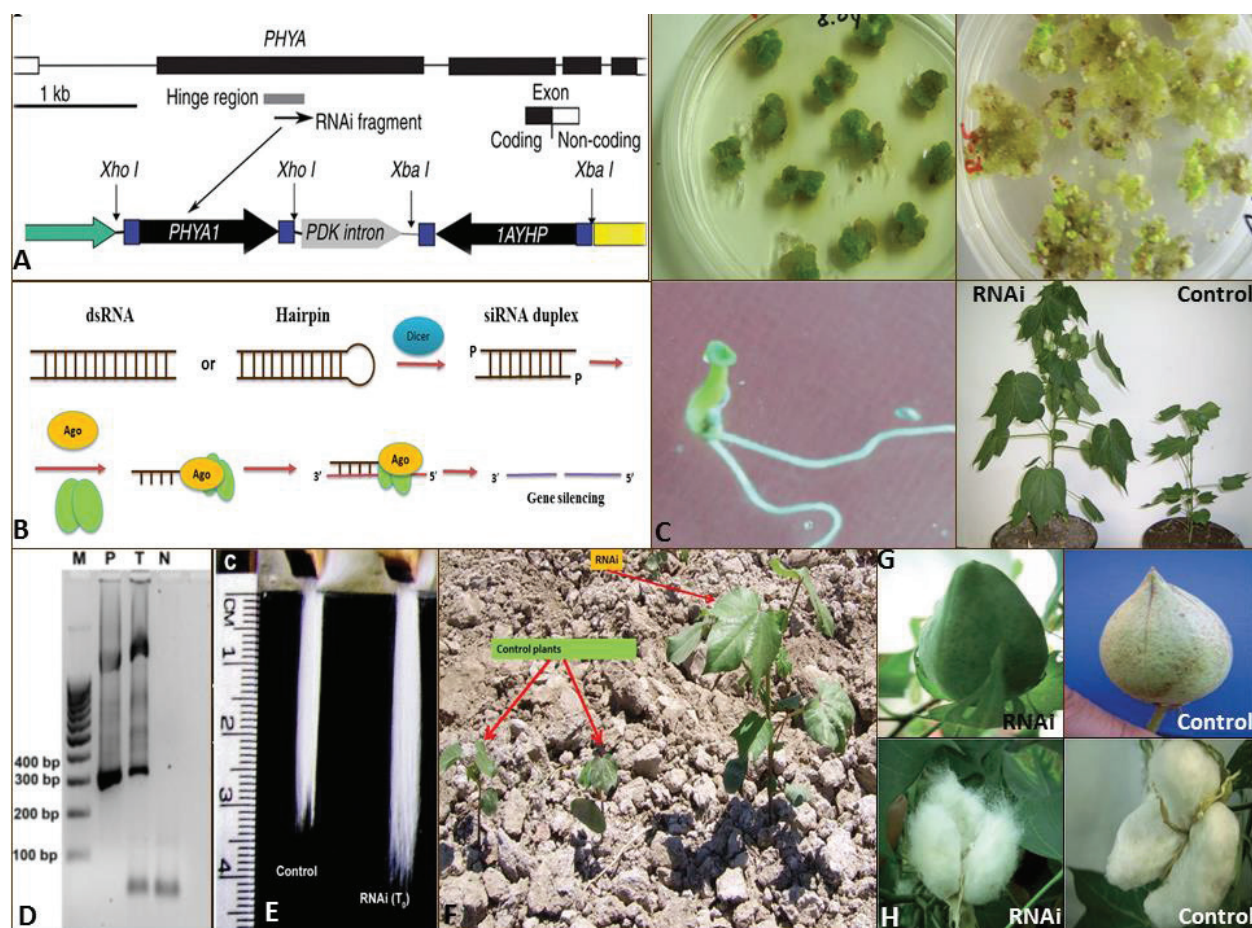 PHYA
1 kb
Hinge region
RNAi fragment
Exon
Coding
Non-coding
Xho I
Xho I
Xba I
Xba I
PHYA1
PDK intron
1AYHP
A
8.04
RNAi
Control
C
dsRNA
or
Hairpin
Dicer
siRNA duplex
P
P
Ago
Ago
3'
Ago
5'
3'
5'
Gene silencing
B
M P T N
400 bp
300 bp
200 bp
100 bp
D
C
CM
1
2
3
4
Control
RNAi (T0)
E
RNAi
Control plants
F
G
RNAi
Control
H
RNAi
Control